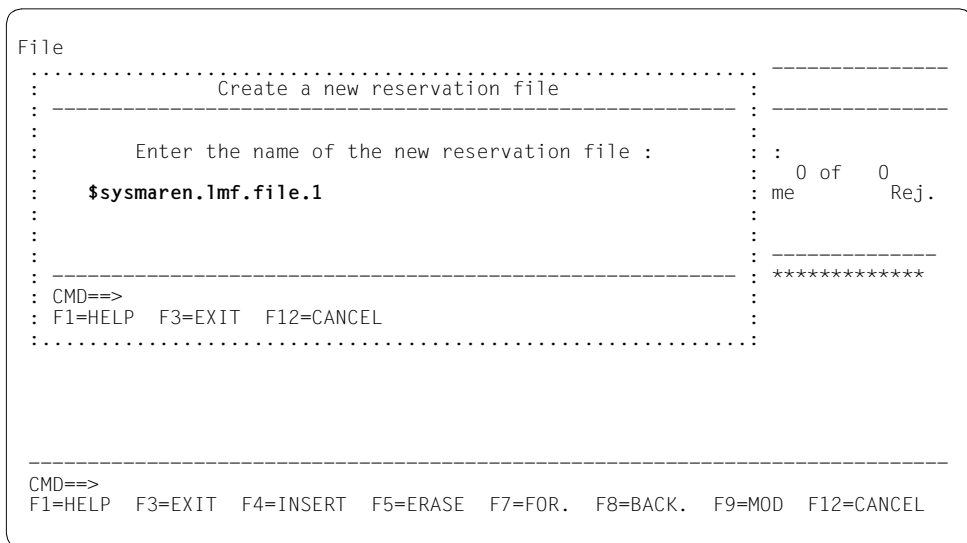 File
Create a new reservation file
Enter the name of the new reservation file : :
0 of 0
$sysmaren.lmf.file.1 me Rej.
*************
CMD==>
F1=HELP F3=EXIT F12=CANCEL
CMD==>
F1=HELP F3=EXIT F4=INSERT F5=ERASE F7=FOR. F8=BACK. F9=MOD F12=CANCEL